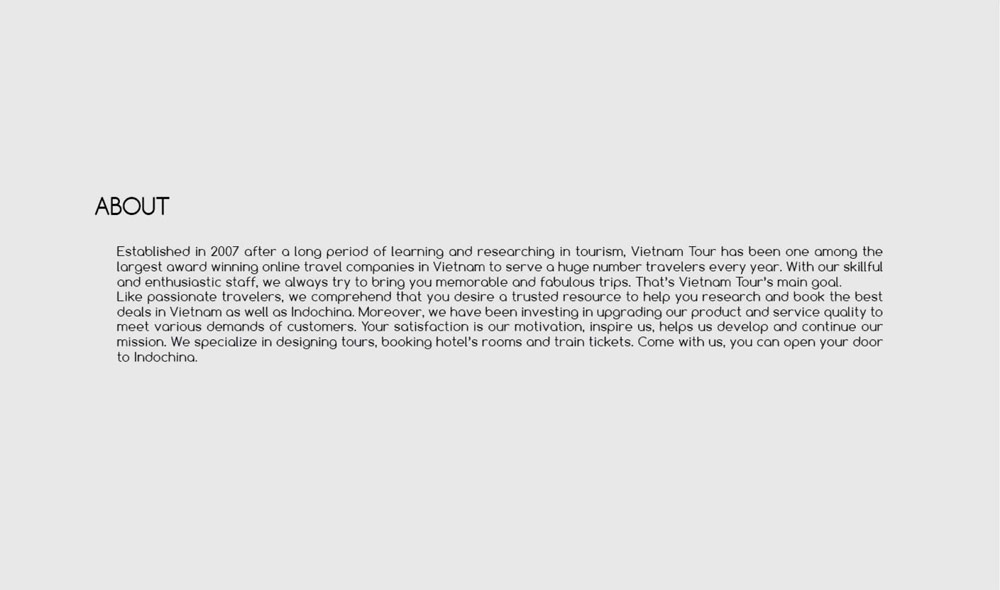 ABOUT
Established in 2007 after a long period of learning and researching in tourism, Vietnam Tour has been one among the
largest award winning online travel companies in Vietnam to serve a huge number travelers every year. With our skillful
and enthusiastic staff, we always try to bring you memorable and fabulous trips. That's Vietnam Tour's main goal.
Like passionate travelers, we comprehend that you desire a trusted resource to help you research and book the best
deals in Vietnam as well as Indochina. Moreover, we have been investing in upgrading our product and service quality to
meet various demands of customers. Your satisfaction is our motivation, inspire us, helps us develop and continue our
mission. We specialize in designing tours, booking hotel's rooms and train tickets. Come with us, you can open your door
to Indochina.